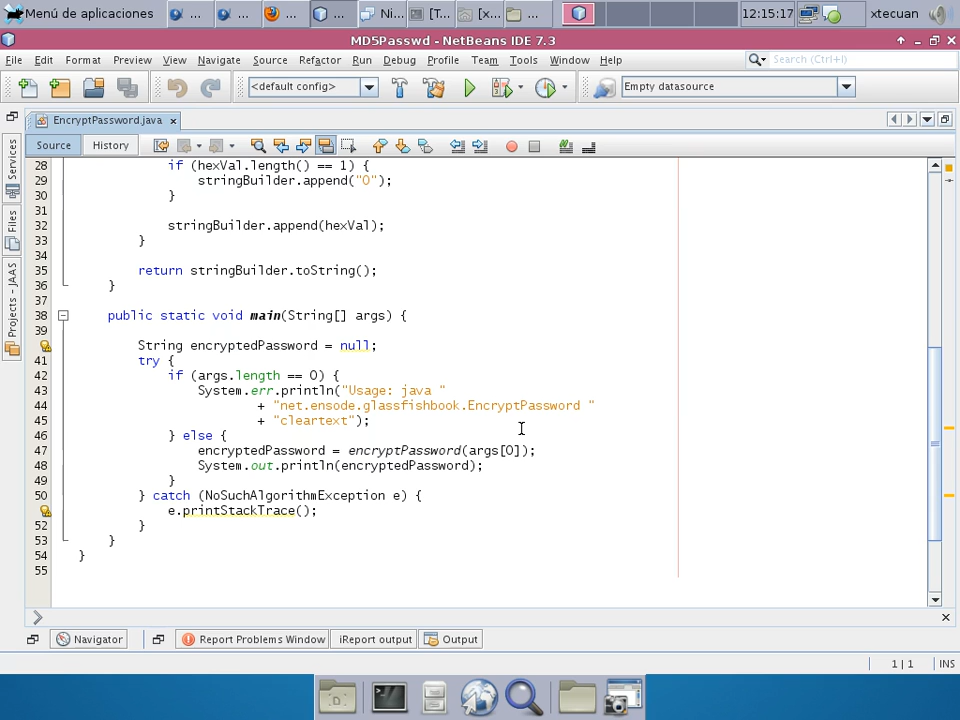 Menú de aplicaciones
...
...
...
...
Ni...
[T...
[x...
...
12:15:17
xtecuan
MD5Passwd - NetBeans IDE 7.3
File Edit Format Preview View Navigate Source Refactor Run Debug Profile Team Tools Window Help
Search (Ctrl+I)
<default config>
Empty datasource
EncryptPassword.java
Source History
Services
Files
Projects - JAAS
28 if (hexVal.length() == 1) {
29 stringBuilder.append("0");
30 }
31
32 stringBuilder.append(hexVal);
33 }
34
35 return stringBuilder.toString();
36 }
37
38 public static void main(String[] args) {
39
String encryptedPassword = null;
41 try {
42 if (args.length == 0) {
43 System.err.println("Usage: java "
44 + "net.ensode.glassfishbook.EncryptPassword "
45 + "cleartext");
46 } else {
47 encryptedPassword = encryptPassword(args[0]);
48 System.out.println(encryptedPassword);
49 }
50 } catch (NoSuchAlgorithmException e) {
e.printStackTrace();
52 }
53 }
54 }
55
Navigator
Report Problems Window
iReport output
Output
1|1
INS